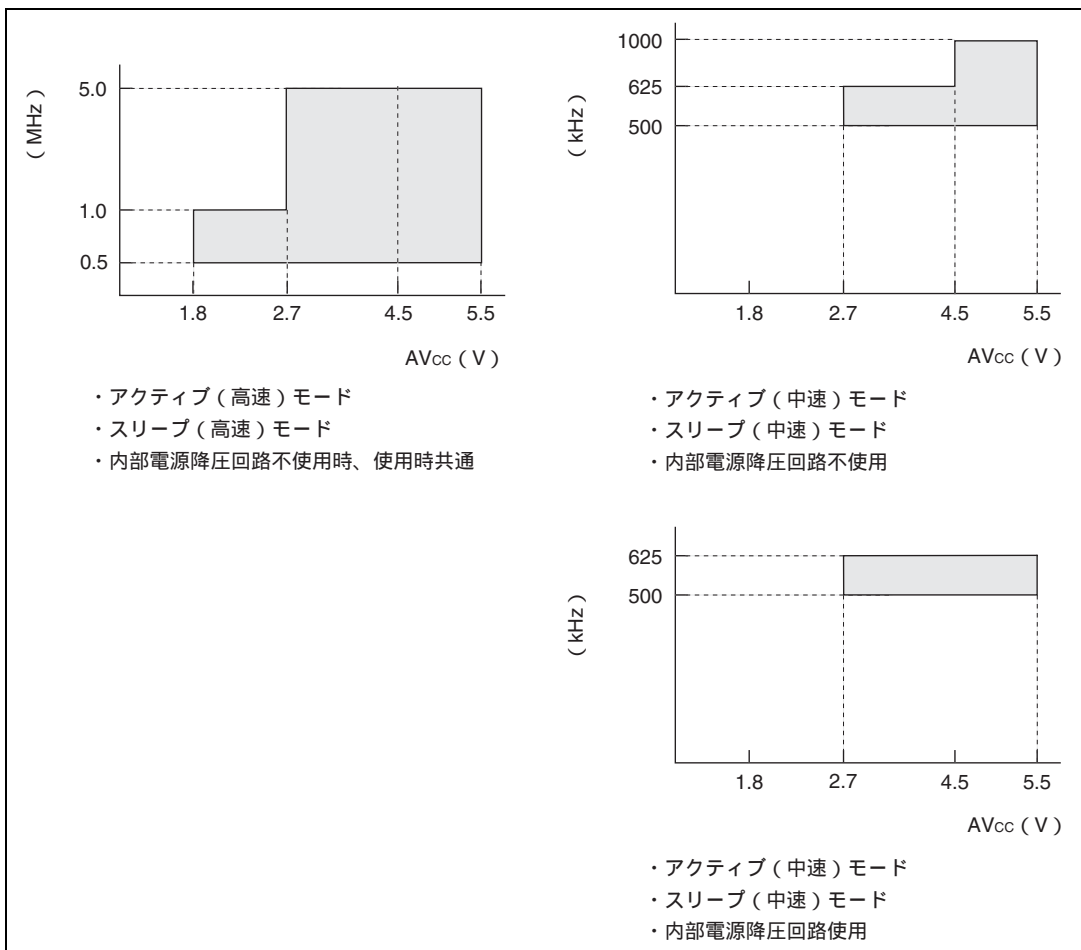 (MHz)
5.0
1.0
0.5
1.8 2.7 4.5 5.5
AVcc(V)
・アクティブ(高速)モード
・スリープ(高速)モード
・内部電源降圧回路不使用時、使用時共通
(kHz)
1000
625
500
1.8 2.7 4.5 5.5
AVcc(V)
・アクティブ(中速)モード
・スリープ(中速)モード
・内部電源降圧回路不使用
(kHz)
625
500
1.8 2.7 4.5 5.5
AVcc(V)
・アクティブ(中速)モード
・スリープ(中速)モード
・内部電源降圧回路使用